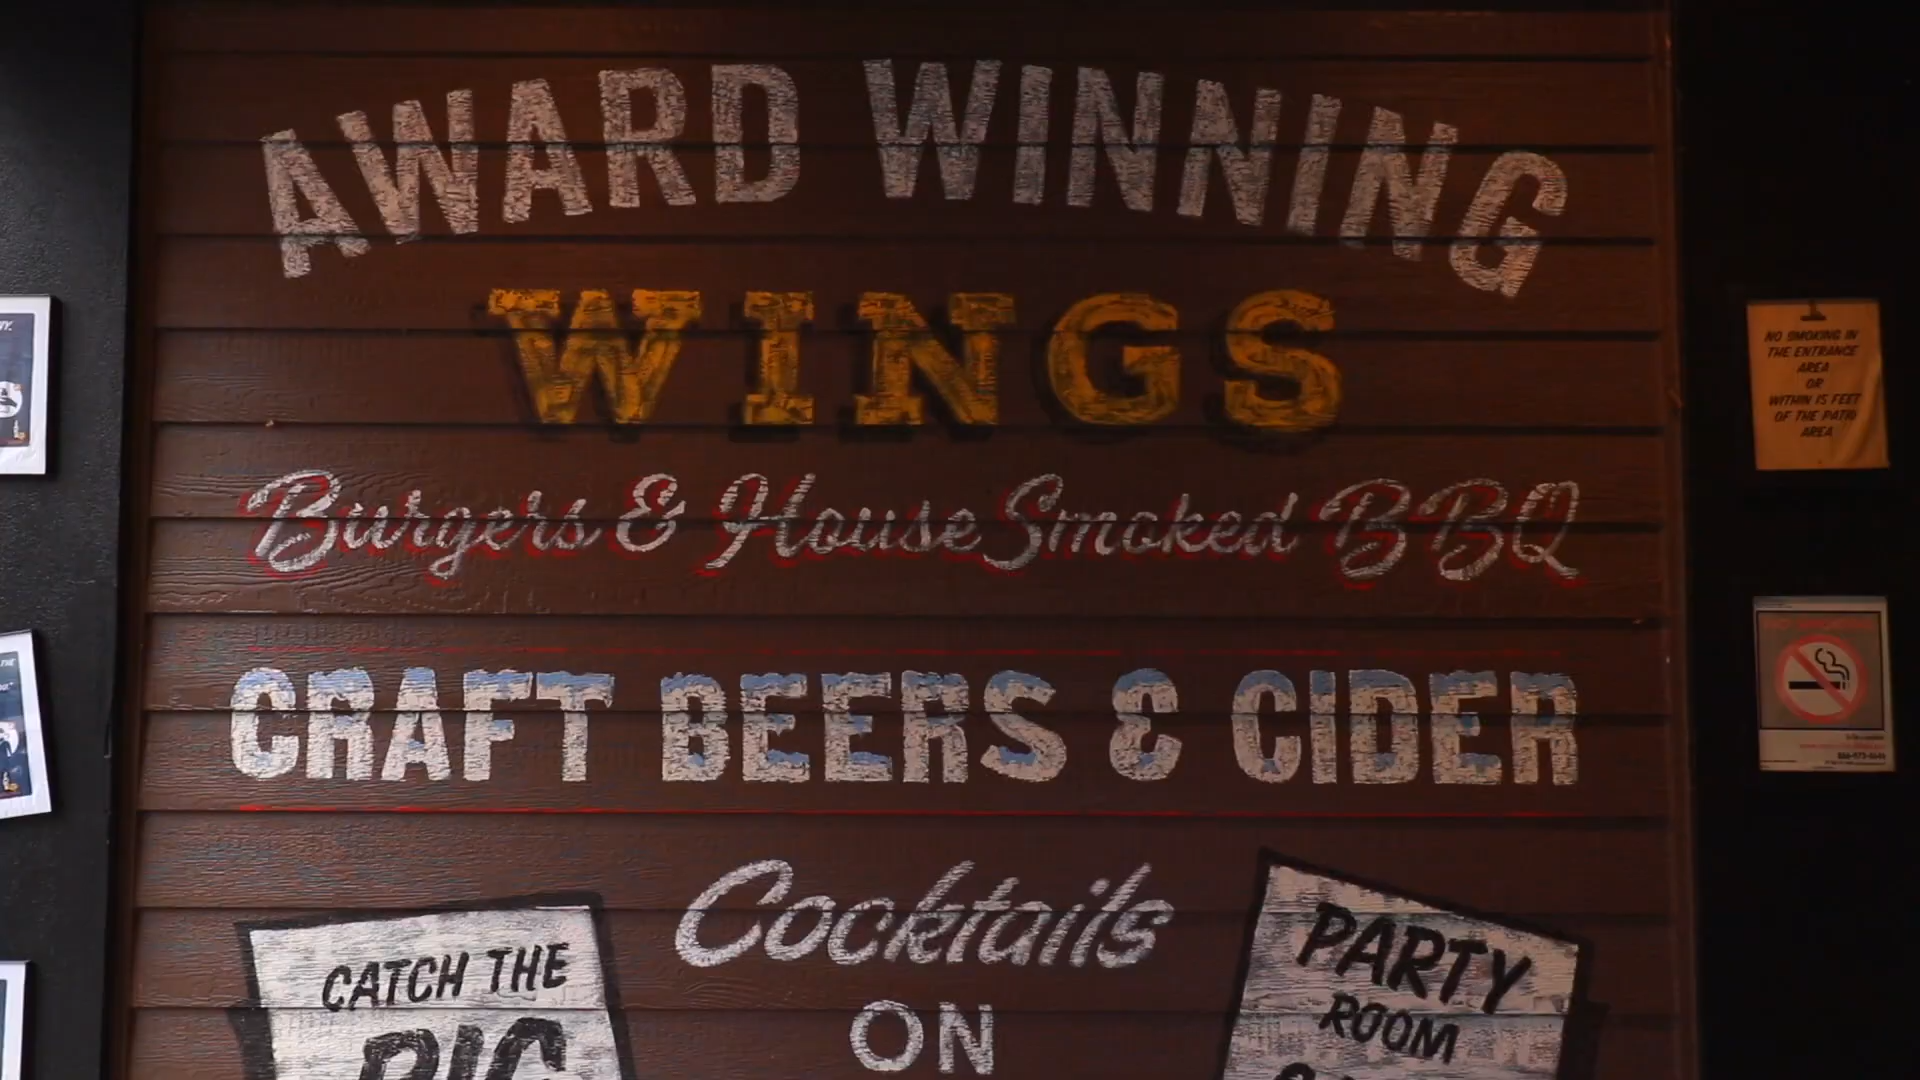 AWARD WINNING
WINGS
Burgers & House Smoked BBQ
CRAFT BEERS & CIDER
Cocktails
ON
CATCH THE
PARTY
ROOM
NO SMOKING IN
THE ENTRANCE
AREA
OR
WITHIN 15 FEET
OF THE PATIO
AREA